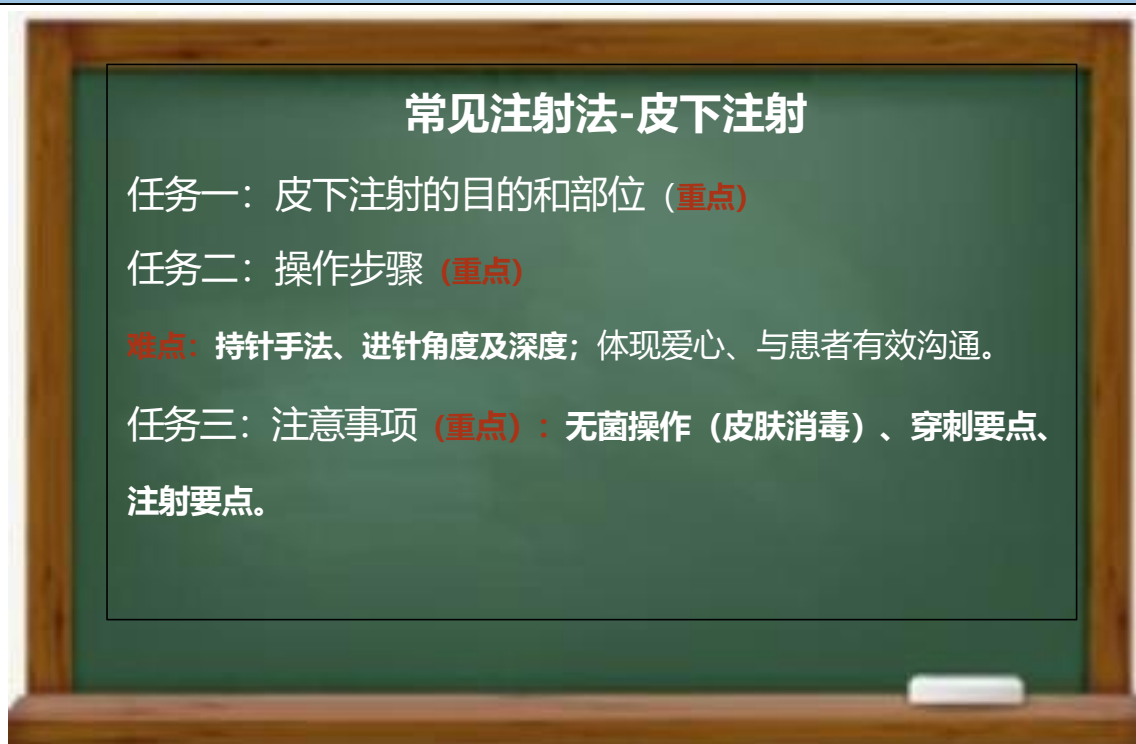 常见注射法-皮下注射
任务一：皮下注射的目的和部位（重点）
任务二：操作步骤（重点）
难点：持针手法、进针角度及深度；体现爱心、与患者有效沟通。
任务三：注意事项（重点）：无菌操作（皮肤消毒）、穿刺要点、
注射要点。